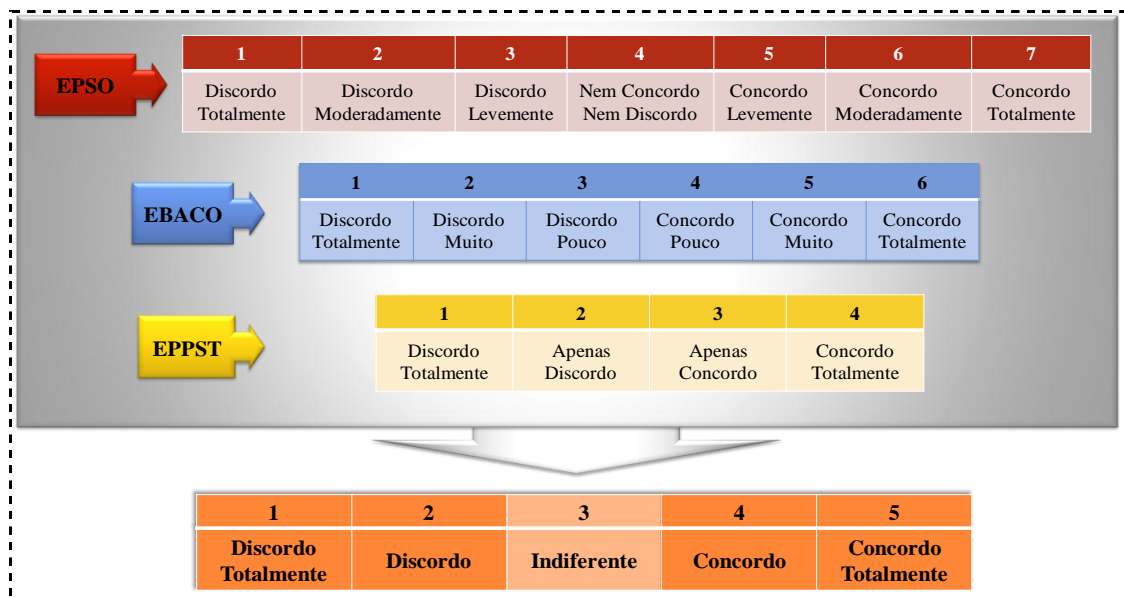 EPSO
1 2 3 4 5 6 7
Discordo Discordo Discordo Nem Concordo Concordo Concordo Concordo
Totalmente Moderadamente Levemente Nem Discordo Levemente Moderadamente Totalmente
EBACO
1 2 3 4 5 6
Discordo Discordo Discordo Concordo Concordo Concordo
Totalmente Muito Pouco Pouco Muito Totalmente
EPPST
1 2 3 4
Discordo Apenas Apenas Concordo
Totalmente Discordo Concordo Totalmente
1 2 3 4 5
Discordo Totalmente Discordo Indiferente Concordo Concordo Totalmente